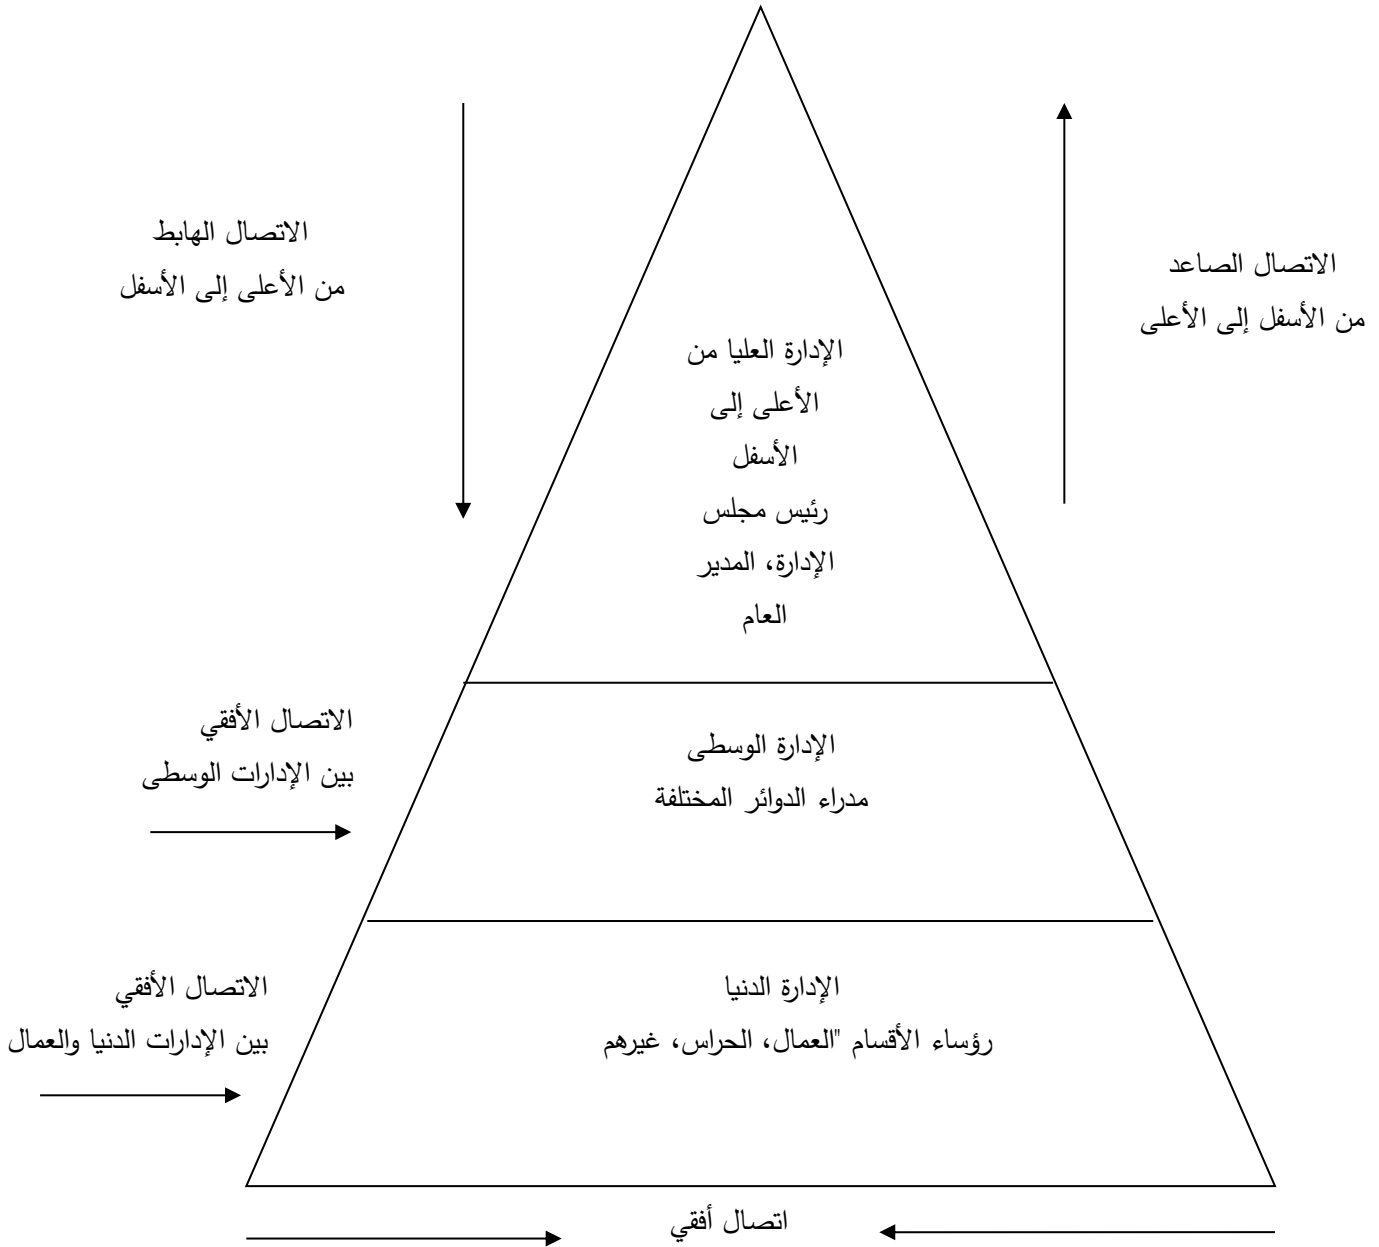 الاتصال الهابط
من الأعلى إلى الأسفل
الاتصال الصاعد
من الأسفل إلى الأعلى
الإدارة العليا من
الأعلى إلى
الأسفل
رئيس مجلس
الإدارة، المدير
العام
الاتصال الأفقي
بين الإدارات الوسطى
الإدارة الوسطى
مدراء الدوائر المختلفة
الاتصال الأفقي
بين الإدارات الدنيا والعمال
الإدارة الدنيا
رؤساء الأقسام "العمال، الحراس، غيرهم
اتصال أفقي